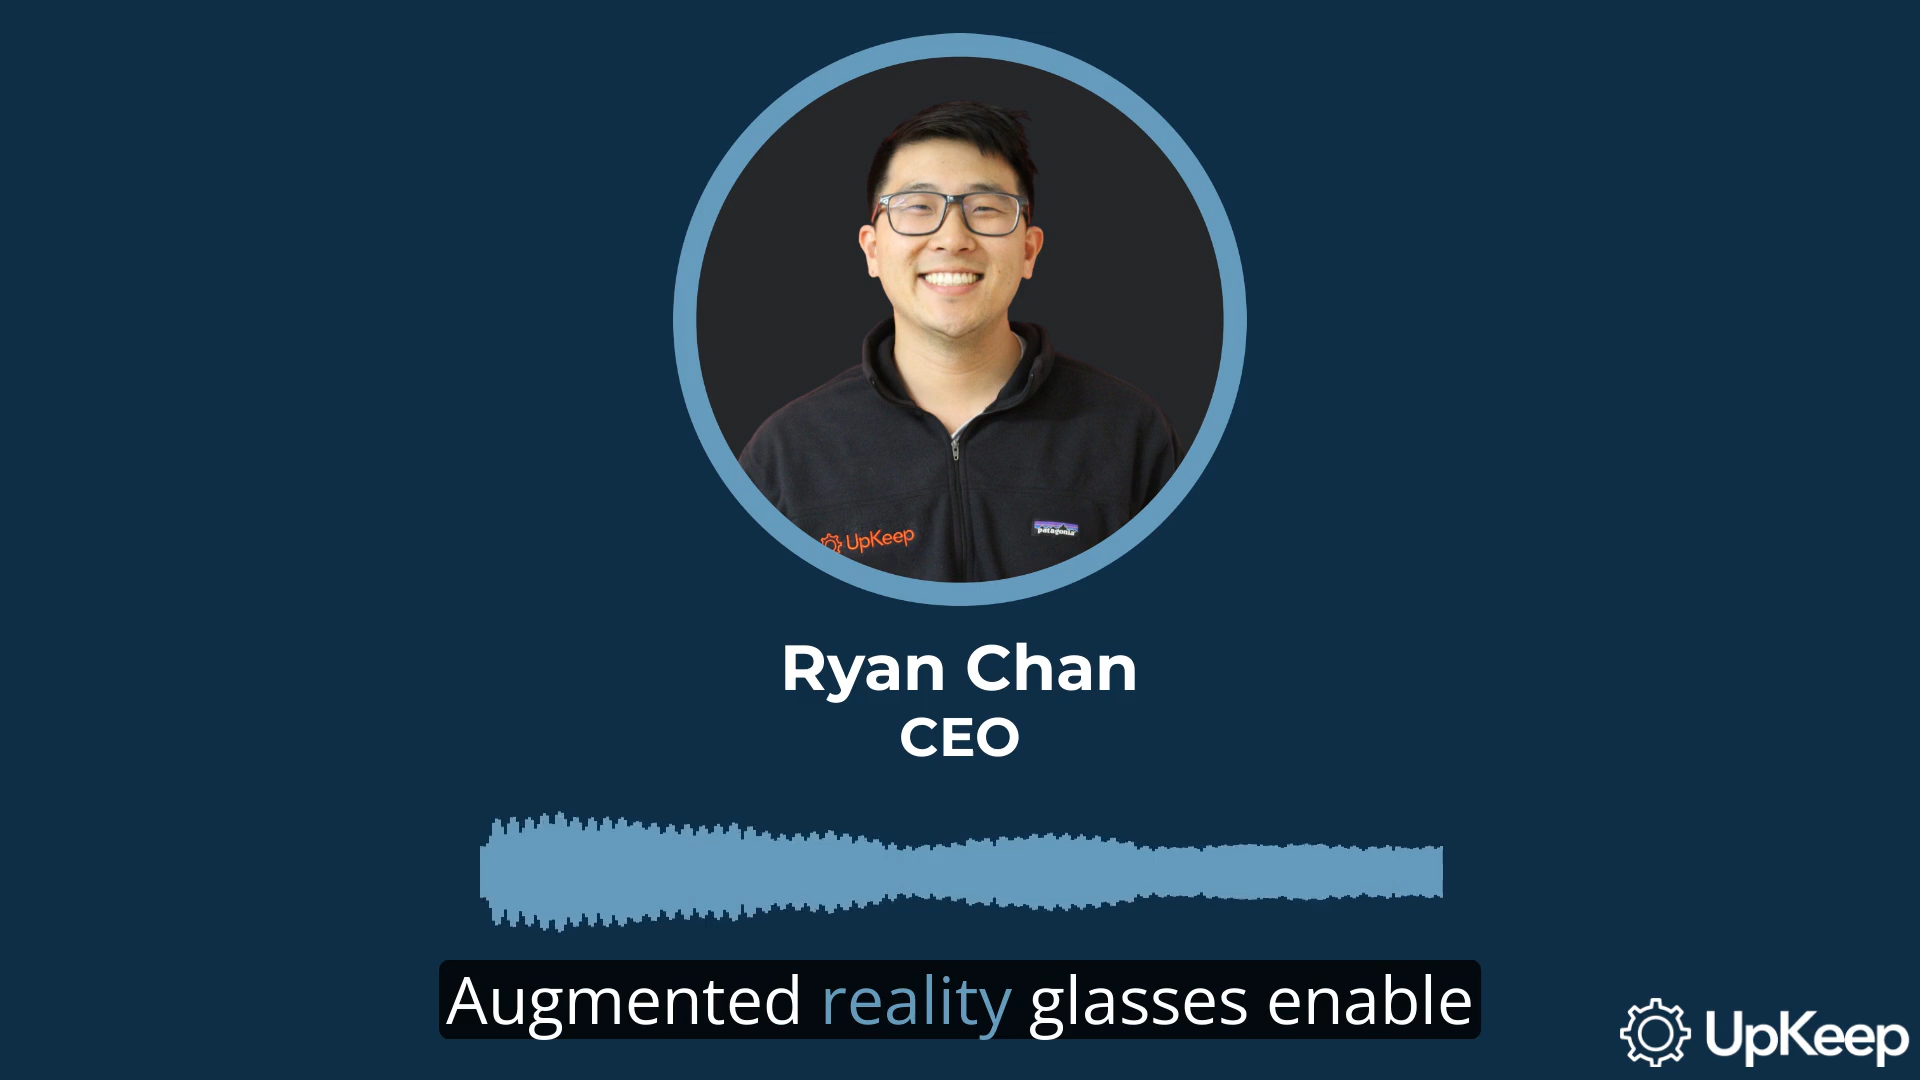 UpKeep
patagonia
Ryan Chan
CEO
Augmented reality glasses enable
UpKeep